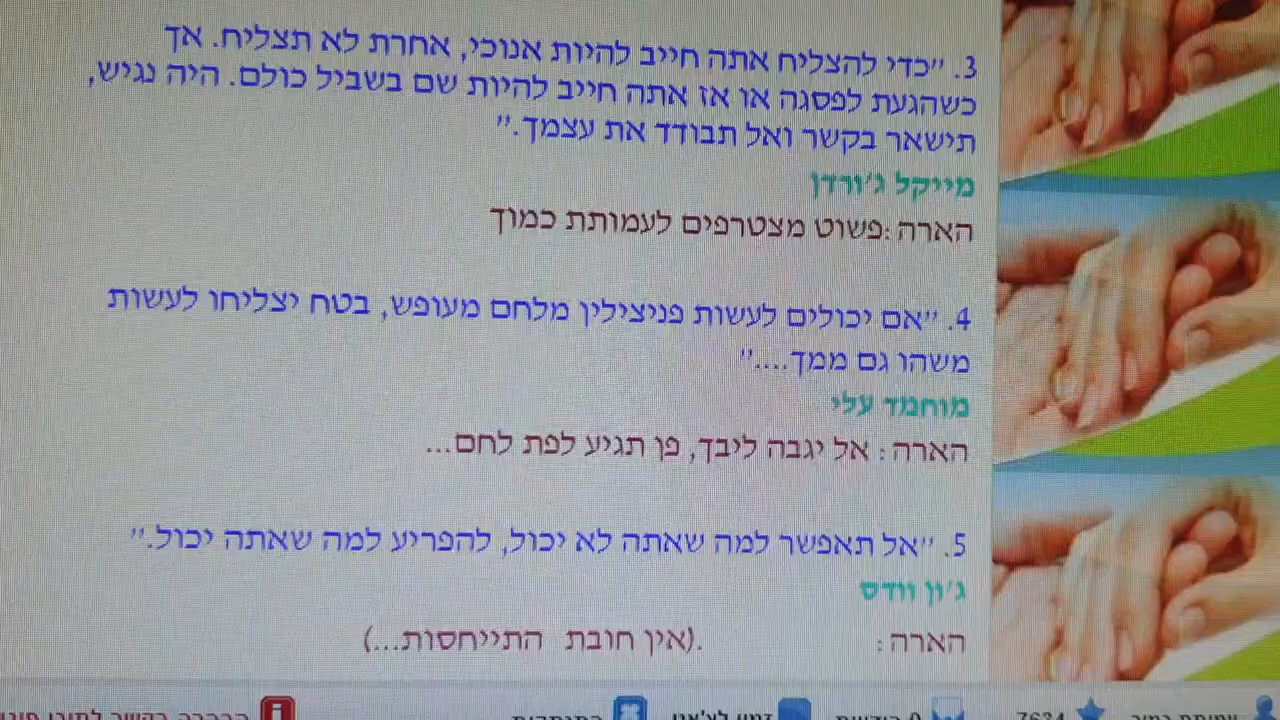 3. "כדי להצליח אתה חייב להיות אנוכי, אחרת לא תצליח. אך
כשהגעת לפסגה או אז אתה חייב להיות שם בשביל כולם. היה נגיש,
תישאר בקשר ואל תבודד את עצמך."
מייקל ג'ורדן
הארה :פשוט מצטרפים לעמותת כמוך
4. "אם יכולים לעשות פניצילין מלחם מעופש, בטח יצליחו לעשות
משהו גם ממך...."
מוחמד עלי
הארה : אל יגבה ליבך, פן תגיע לפת לחם...
5. "אל תאפשר למה שאתה לא יכול, להפריע למה שאתה יכול."
ג'ון וודס
הארה : .(אין חובת התייחסות...)